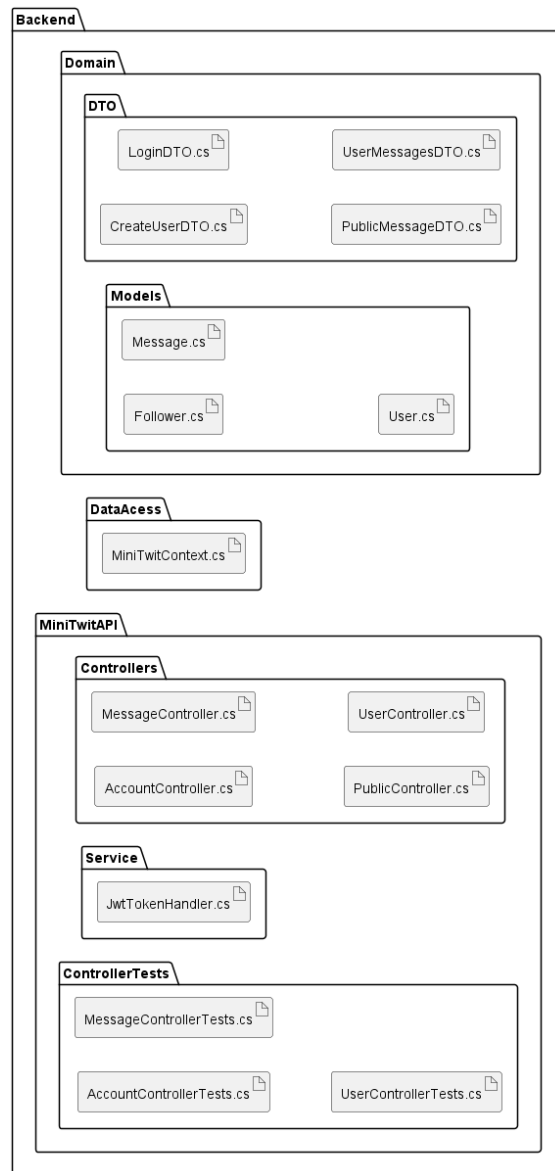 Backend
Domain
DTO
LoginDTO.cs
UserMessagesDTO.cs
CreateUserDTO.cs
PublicMessageDTO.cs
Models
Message.cs
Follower.cs
User.cs
DataAcess
MiniTwitContext.cs
MiniTwitAPI
Controllers
MessageController.cs
UserController.cs
AccountController.cs
PublicController.cs
Service
JwtTokenHandler.cs
ControllerTests
MessageControllerTests.cs
AccountControllerTests.cs
UserControllerTests.cs